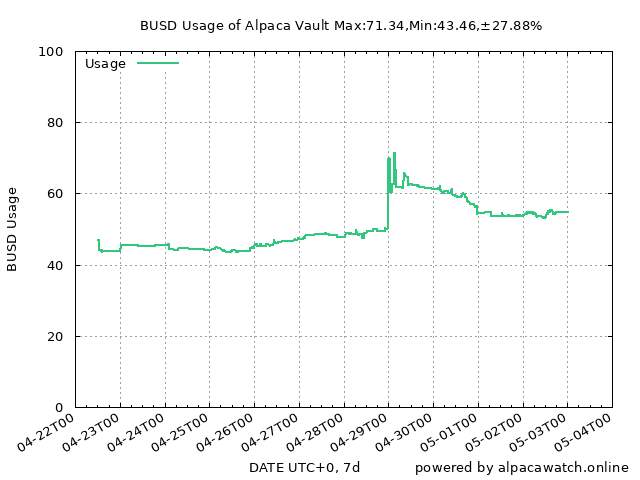 BUSD Usage of Alpaca Vault Max:71.34,Min:43.46,±27.88%
100
80
60
40
20
0
Usage
BUSD Usage
04-22T00
04-23T00
04-24T00
04-25T00
04-26T00
04-27T00
04-28T00
04-29T00
04-30T00
05-01T00
05-02T00
05-03T00
05-04T00
DATE UTC+0, 7d
powered by alpacawatch.online